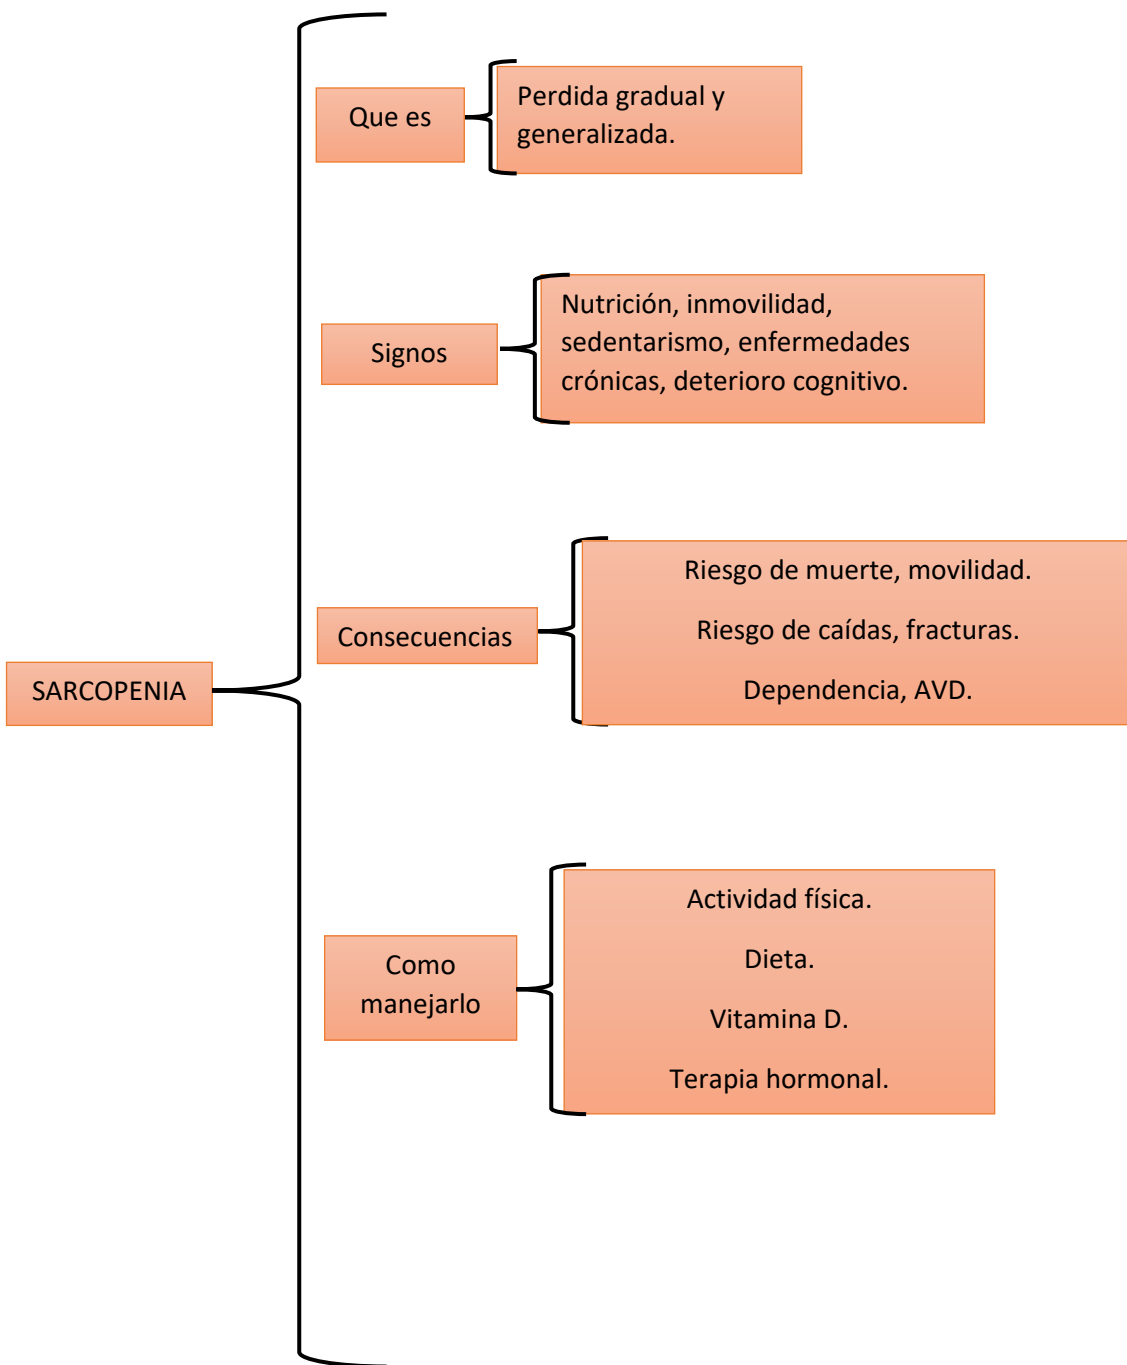 Que es
Perdida gradual y
generalizada.
Signos
Nutrición, inmovilidad,
sedentarismo, enfermedades
crónicas, deterioro cognitivo.
SARCOPENIA
Consecuencias
Riesgo de muerte, movilidad.
Riesgo de caídas, fracturas.
Dependencia, AVD.
Como
manejarlo
Actividad física.
Dieta.
Vitamina D.
Terapia hormonal.